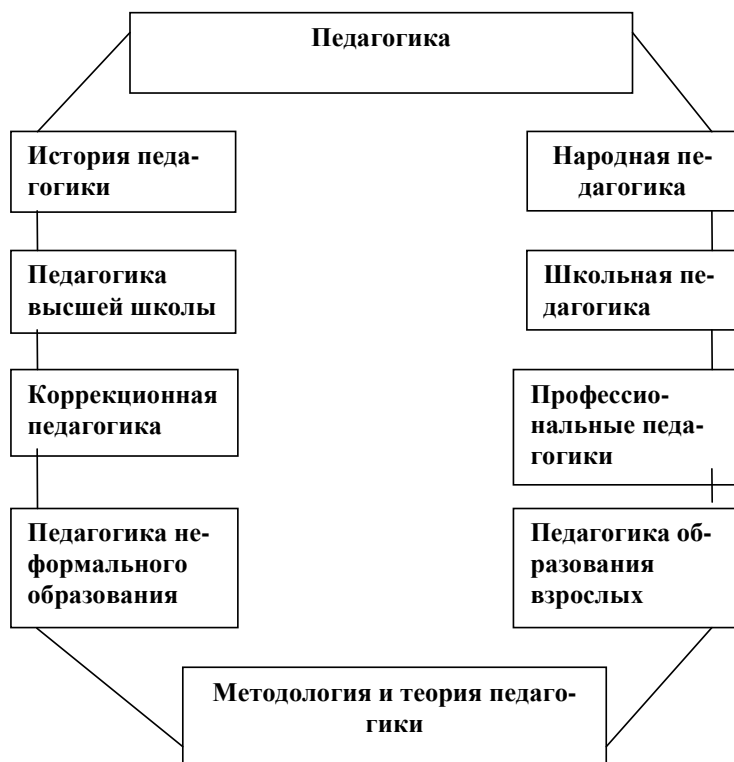 Педагогика
История педа-
гогики
Народная пе-
дагогика
Педагогика
высшей школы
Школьная пе-
дагогика
Коррекционная
педагогика
Профессио-
нальные педа-
гогики
Педагогика не-
формального
образования
Педагогика об-
разования
взрослых
Методология и теория педаго-
гики